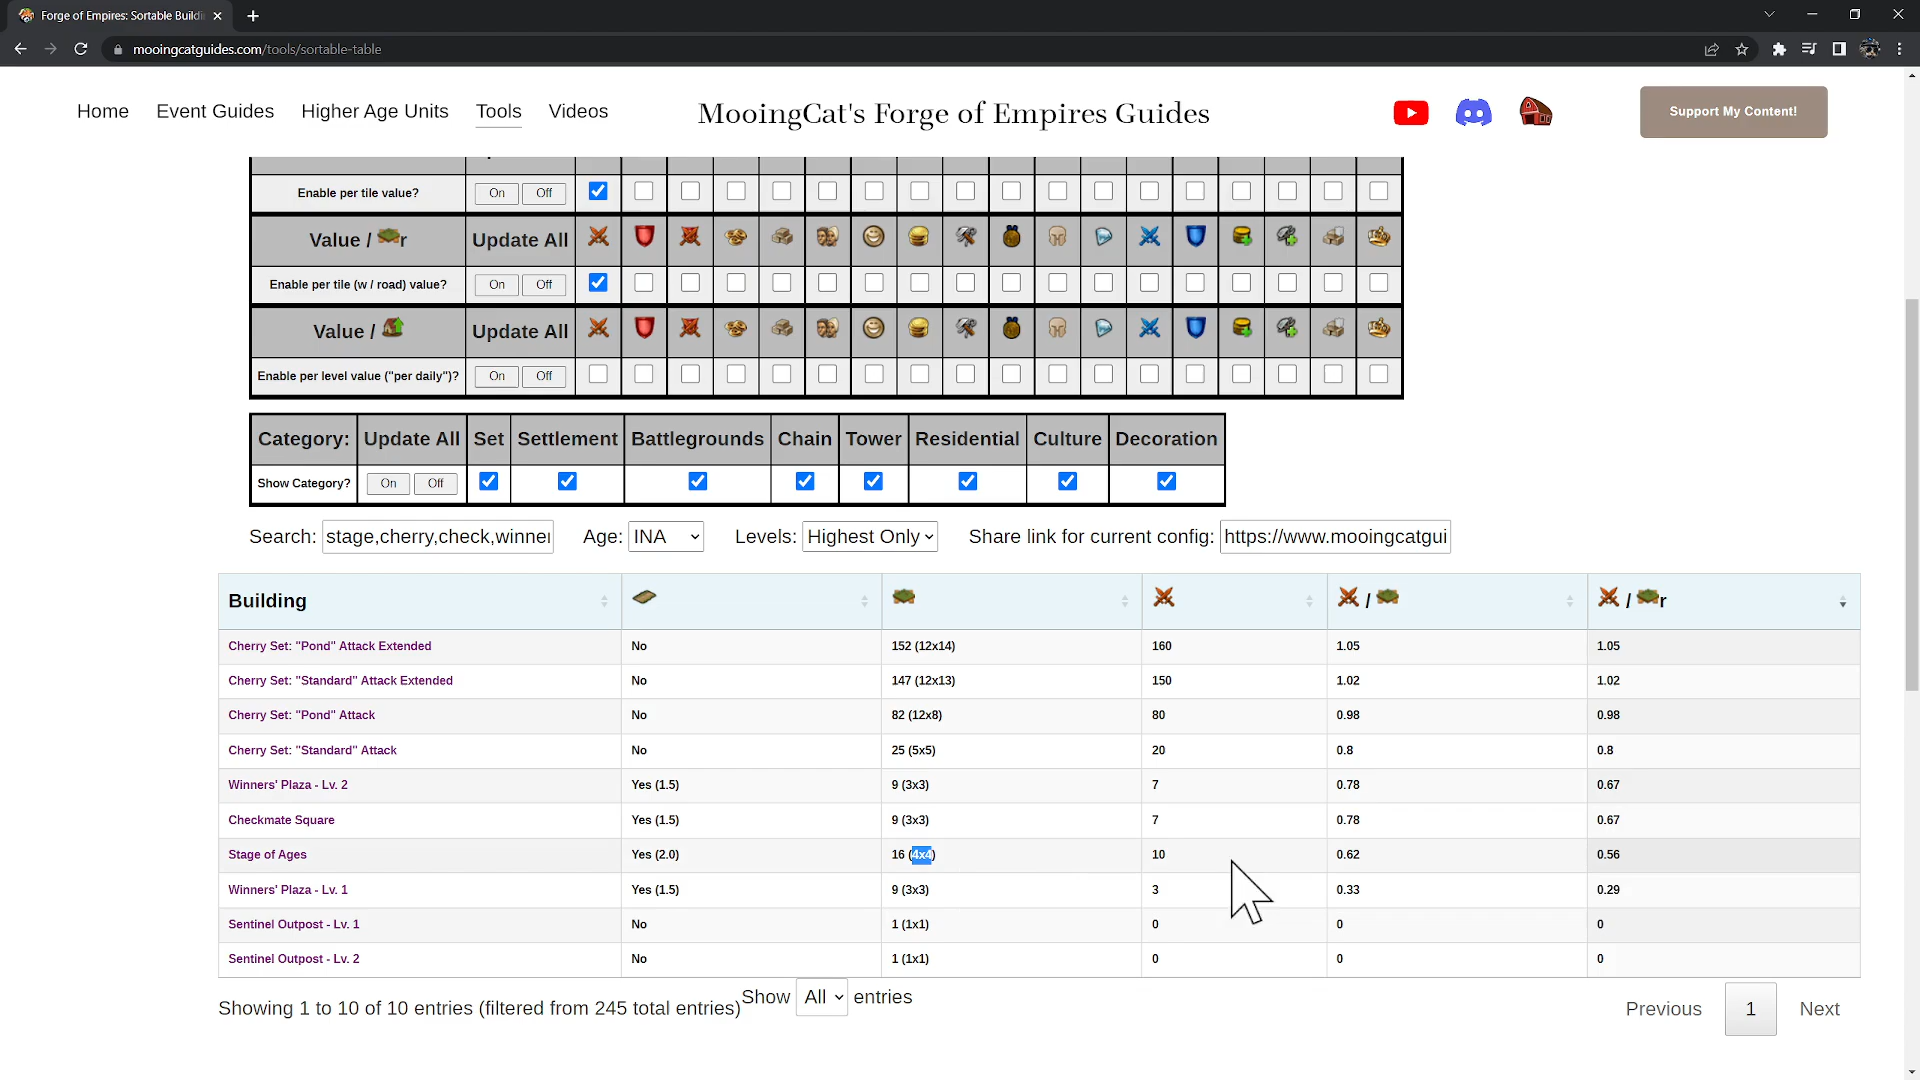 Forge of Empires: Sortable Buildi
mooingcatguides.com/tools/sortable-table
Home Event Guides Higher Age Units Tools Videos MooingCat's Forge of Empires Guides Support My Content!
Enable per tile value? On Off
Value / r Update All
Enable per tile (w / road) value? On Off
Value / Update All
Enable per level value ("per daily")? On Off
Category: Update All Set Settlement Battlegrounds Chain Tower Residential Culture Decoration
Show Category? On Off
Search: stage,cherry,check,winner Age: INA Levels: Highest Only Share link for current config: https://www.mooingcatgui
Building / / r
Cherry Set: "Pond" Attack Extended No 152 (12x14) 160 1.05 1.05
Cherry Set: "Standard" Attack Extended No 147 (12x13) 150 1.02 1.02
Cherry Set: "Pond" Attack No 82 (12x8) 80 0.98 0.98
Cherry Set: "Standard" Attack No 25 (5x5) 20 0.8 0.8
Winners' Plaza - Lv. 2 Yes (1.5) 9 (3x3) 7 0.78 0.67
Checkmate Square Yes (1.5) 9 (3x3) 7 0.78 0.67
Stage of Ages Yes (2.0) 16 (4x4) 10 0.62 0.56
Winners' Plaza - Lv. 1 Yes (1.5) 9 (3x3) 3 0.33 0.29
Sentinel Outpost - Lv. 1 No 1 (1x1) 0 0 0
Sentinel Outpost - Lv. 2 No 1 (1x1) 0 0 0
Showing 1 to 10 of 10 entries (filtered from 245 total entries) Show All entries Previous 1 Next